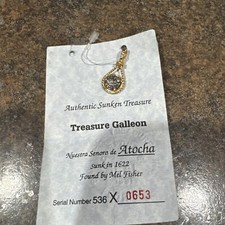 Authentic Sunken Treasure
Treasure Galleon
Nuestra Senorn de Atocha
sunk in 1622
Found by Mel Fisher
Serial Number 536 X 0653